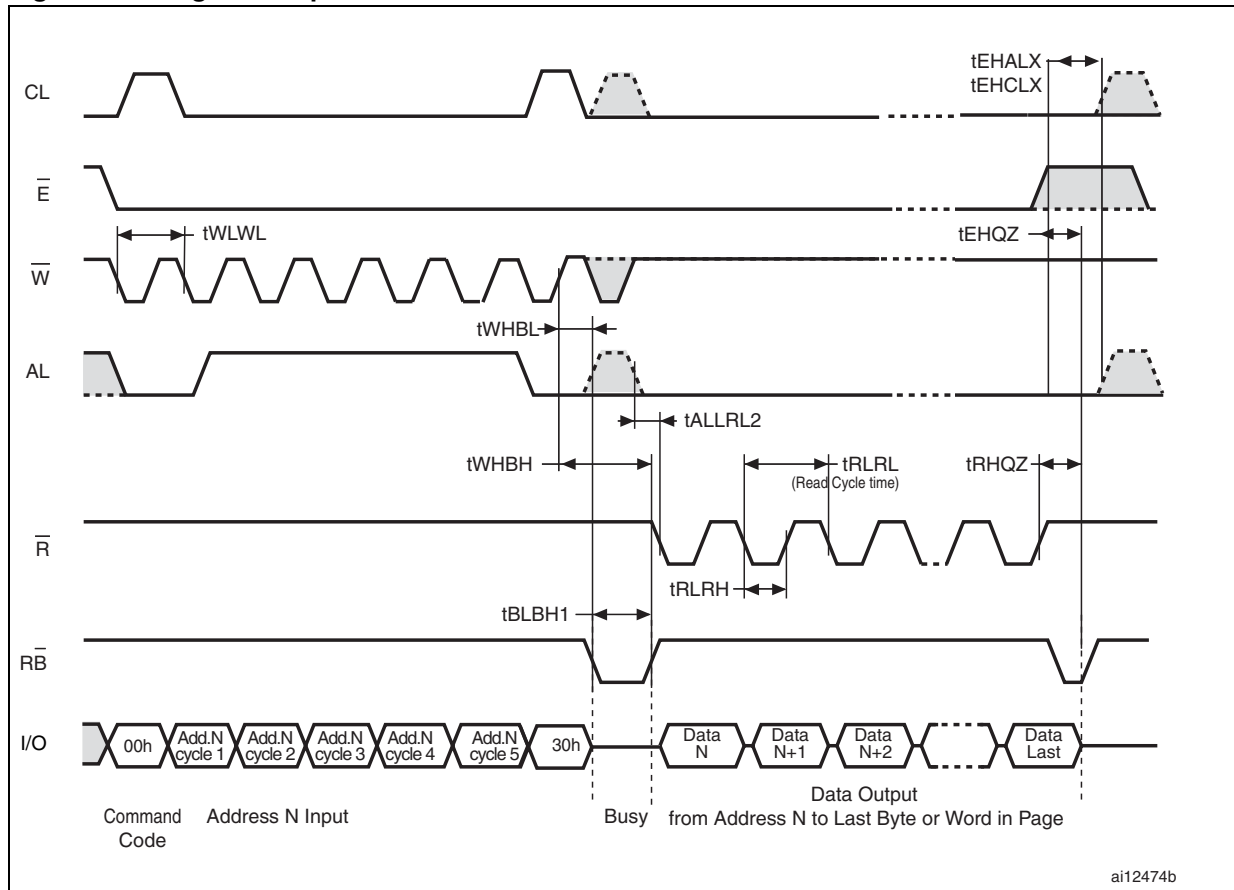 CL
tEHALX
tEHCLX
E
tWLWL
tEHQZ
W
tWHBL
AL
tALLRL2
tWHBH
tRLRL
(Read Cycle time)
tRHQZ
R
tRLRH
tBLBH1
RB
I/O
00h
Add.N
cycle 1
Add.N
cycle 2
Add.N
cycle 3
Add.N
cycle 4
Add.N
cycle 5
30h
Data
N
Data
N+1
Data
N+2
Data
Last
Command
Code
Address N Input
Busy
Data Output
from Address N to Last Byte or Word in Page
ai12474b